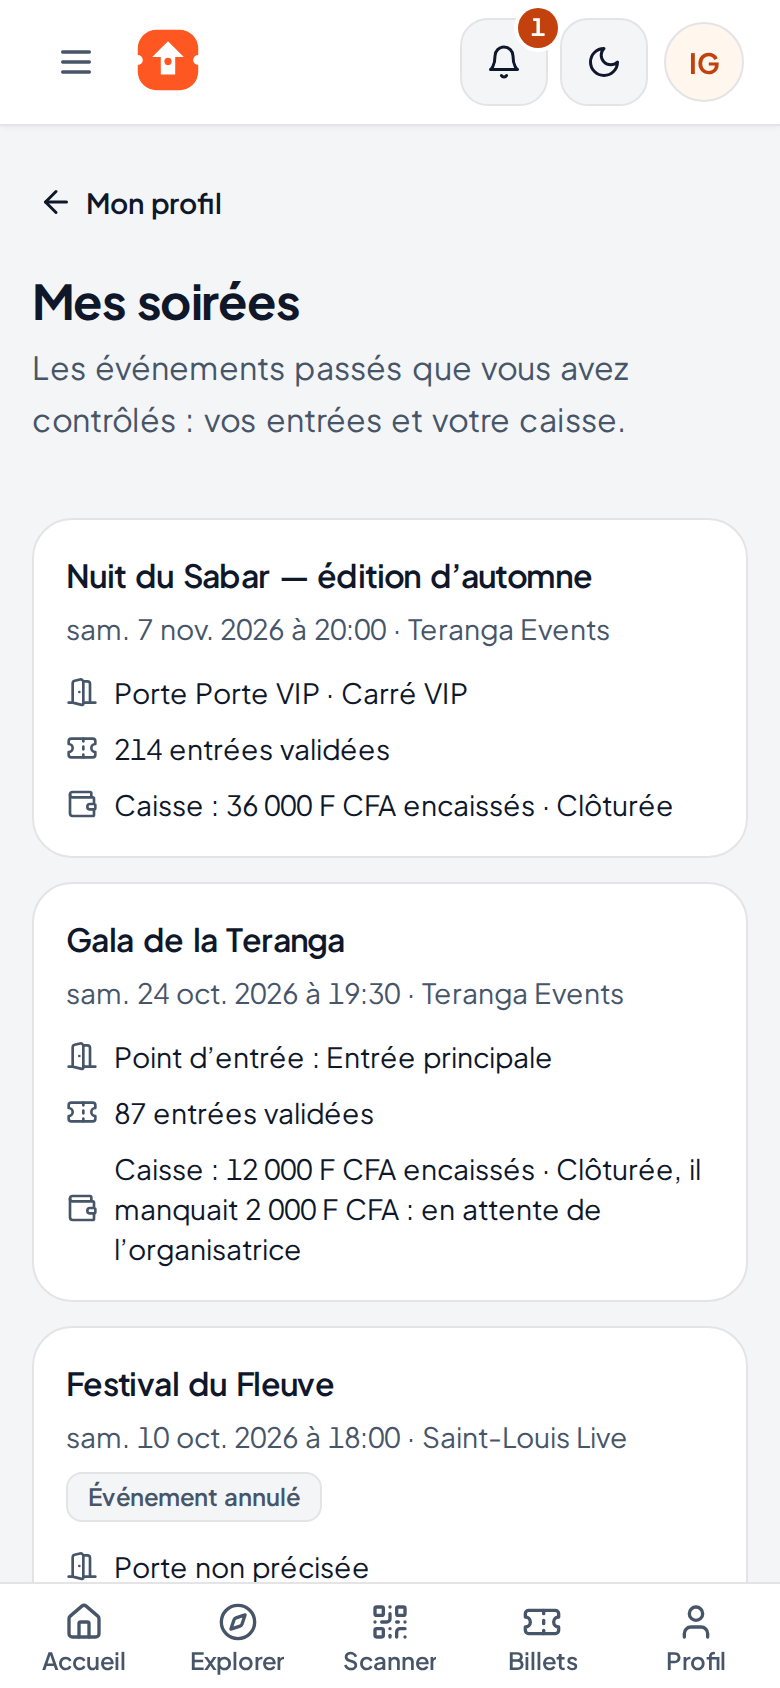 1
IG
Mon profil
Mes soirées
Les événements passés que vous avez
contrôlés : vos entrées et votre caisse.
Nuit du Sabar — édition d’automne
sam. 7 nov. 2026 à 20:00 · Teranga Events
Porte Porte VIP · Carré VIP
214 entrées validées
Caisse : 36 000 F CFA encaissés · Clôturée
Gala de la Teranga
sam. 24 oct. 2026 à 19:30 · Teranga Events
Point d’entrée : Entrée principale
87 entrées validées
Caisse : 12 000 F CFA encaissés · Clôturée, il
manquait 2 000 F CFA : en attente de
l’organisatrice
Festival du Fleuve
sam. 10 oct. 2026 à 18:00 · Saint-Louis Live
Événement annulé
Porte non précisée
Accueil
Explorer
Scanner
Billets
Profil